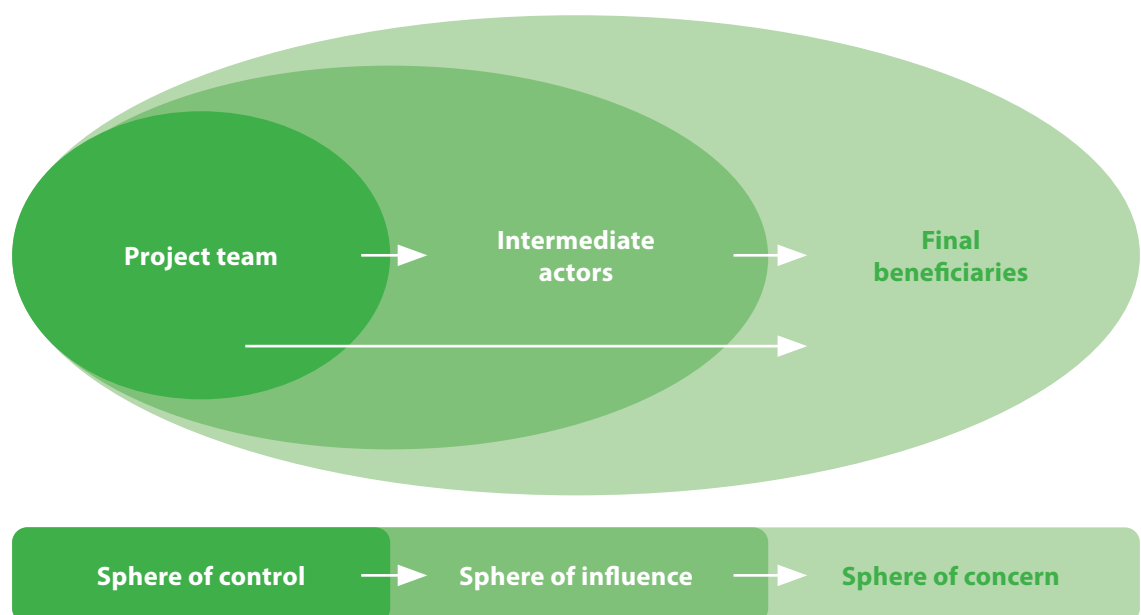 Project team
Intermediate
actors
Final
beneficiaries
Sphere of control
Sphere of influence
Sphere of concern